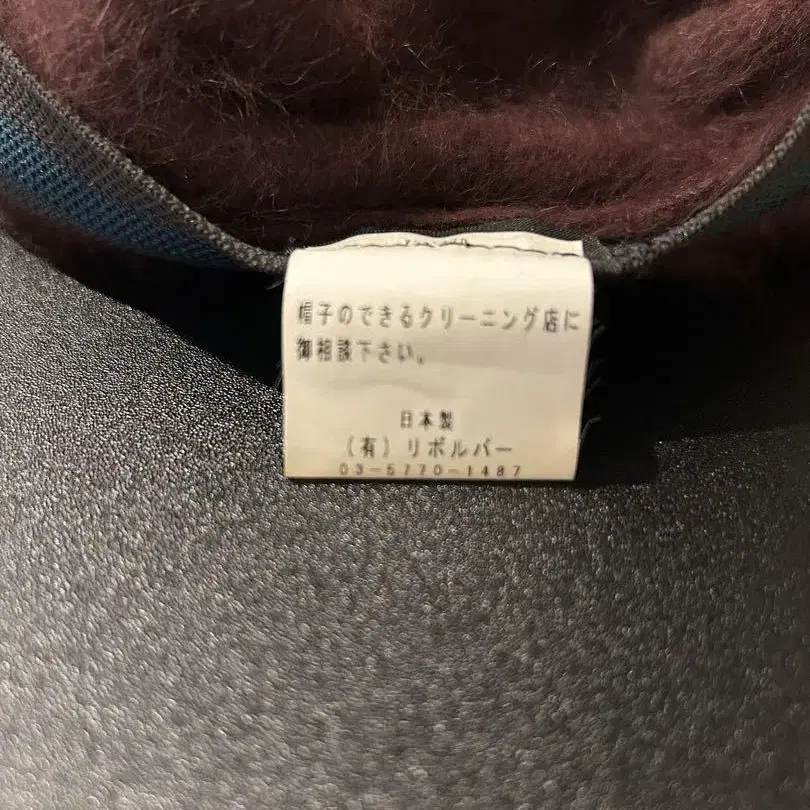 帽子のできるクリーニング店に
御相談下さい。
日本製
(有) リボルバー
03-5770-1487